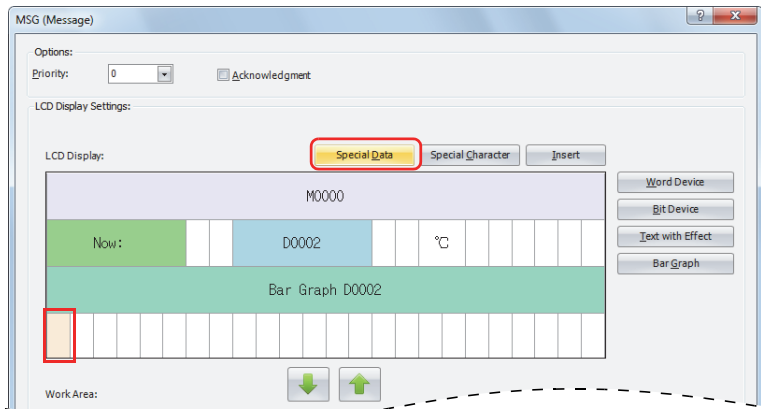 MSG (Message)
Options:
Priority: 0 Acknowledgment
LCD Display Settings:
LCD Display: Special Data Special Character Insert
M0000 Word Device
Bit Device
Now: D0002 ℃ Text with Effect
Bar Graph D0002 Bar Graph
Work Area: